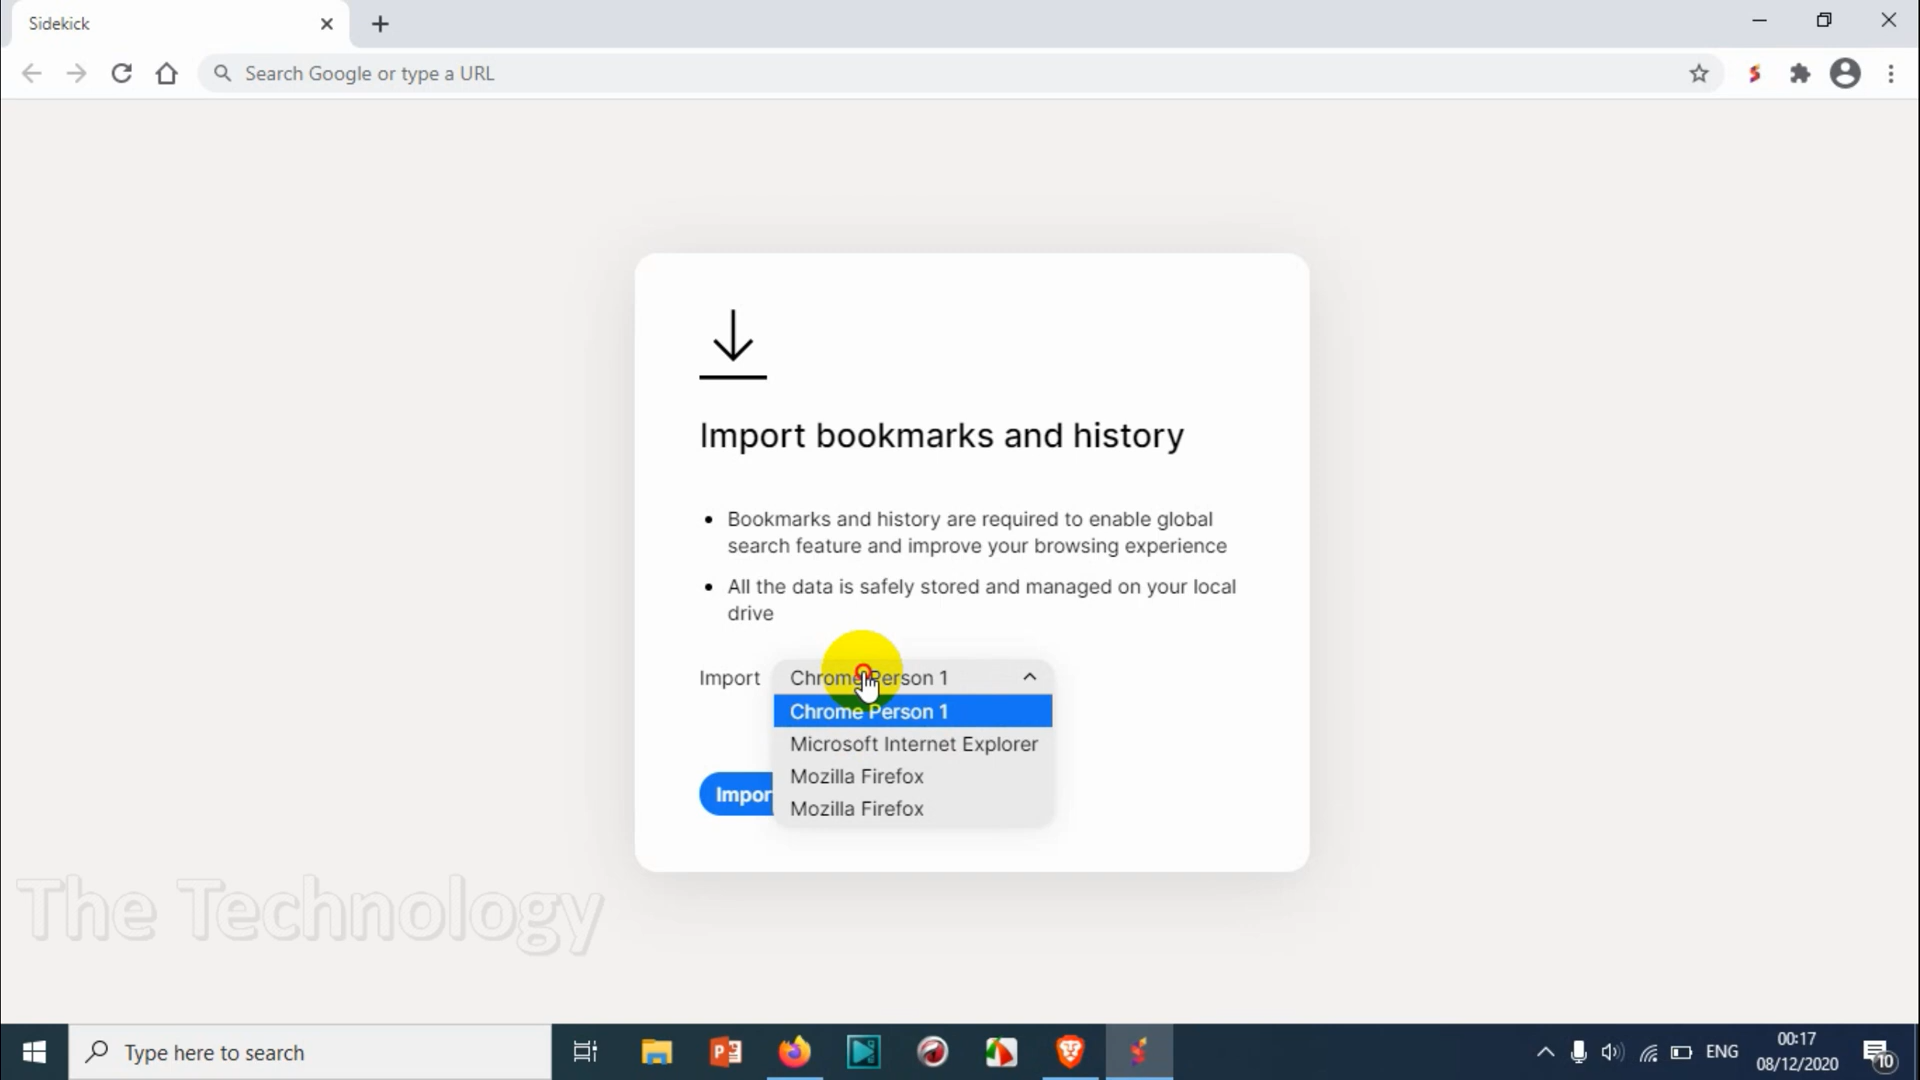 Sidekick
Search Google or type a URL
Import bookmarks and history
Bookmarks and history are required to enable global
search feature and improve your browsing experience
All the data is safely stored and managed on your local
drive
Import Chrome Person 1
Chrome Person 1
Microsoft Internet Explorer
Mozilla Firefox
Mozilla Firefox
Impor
The Technology
Type here to search
ENG
00:17
08/12/2020
10